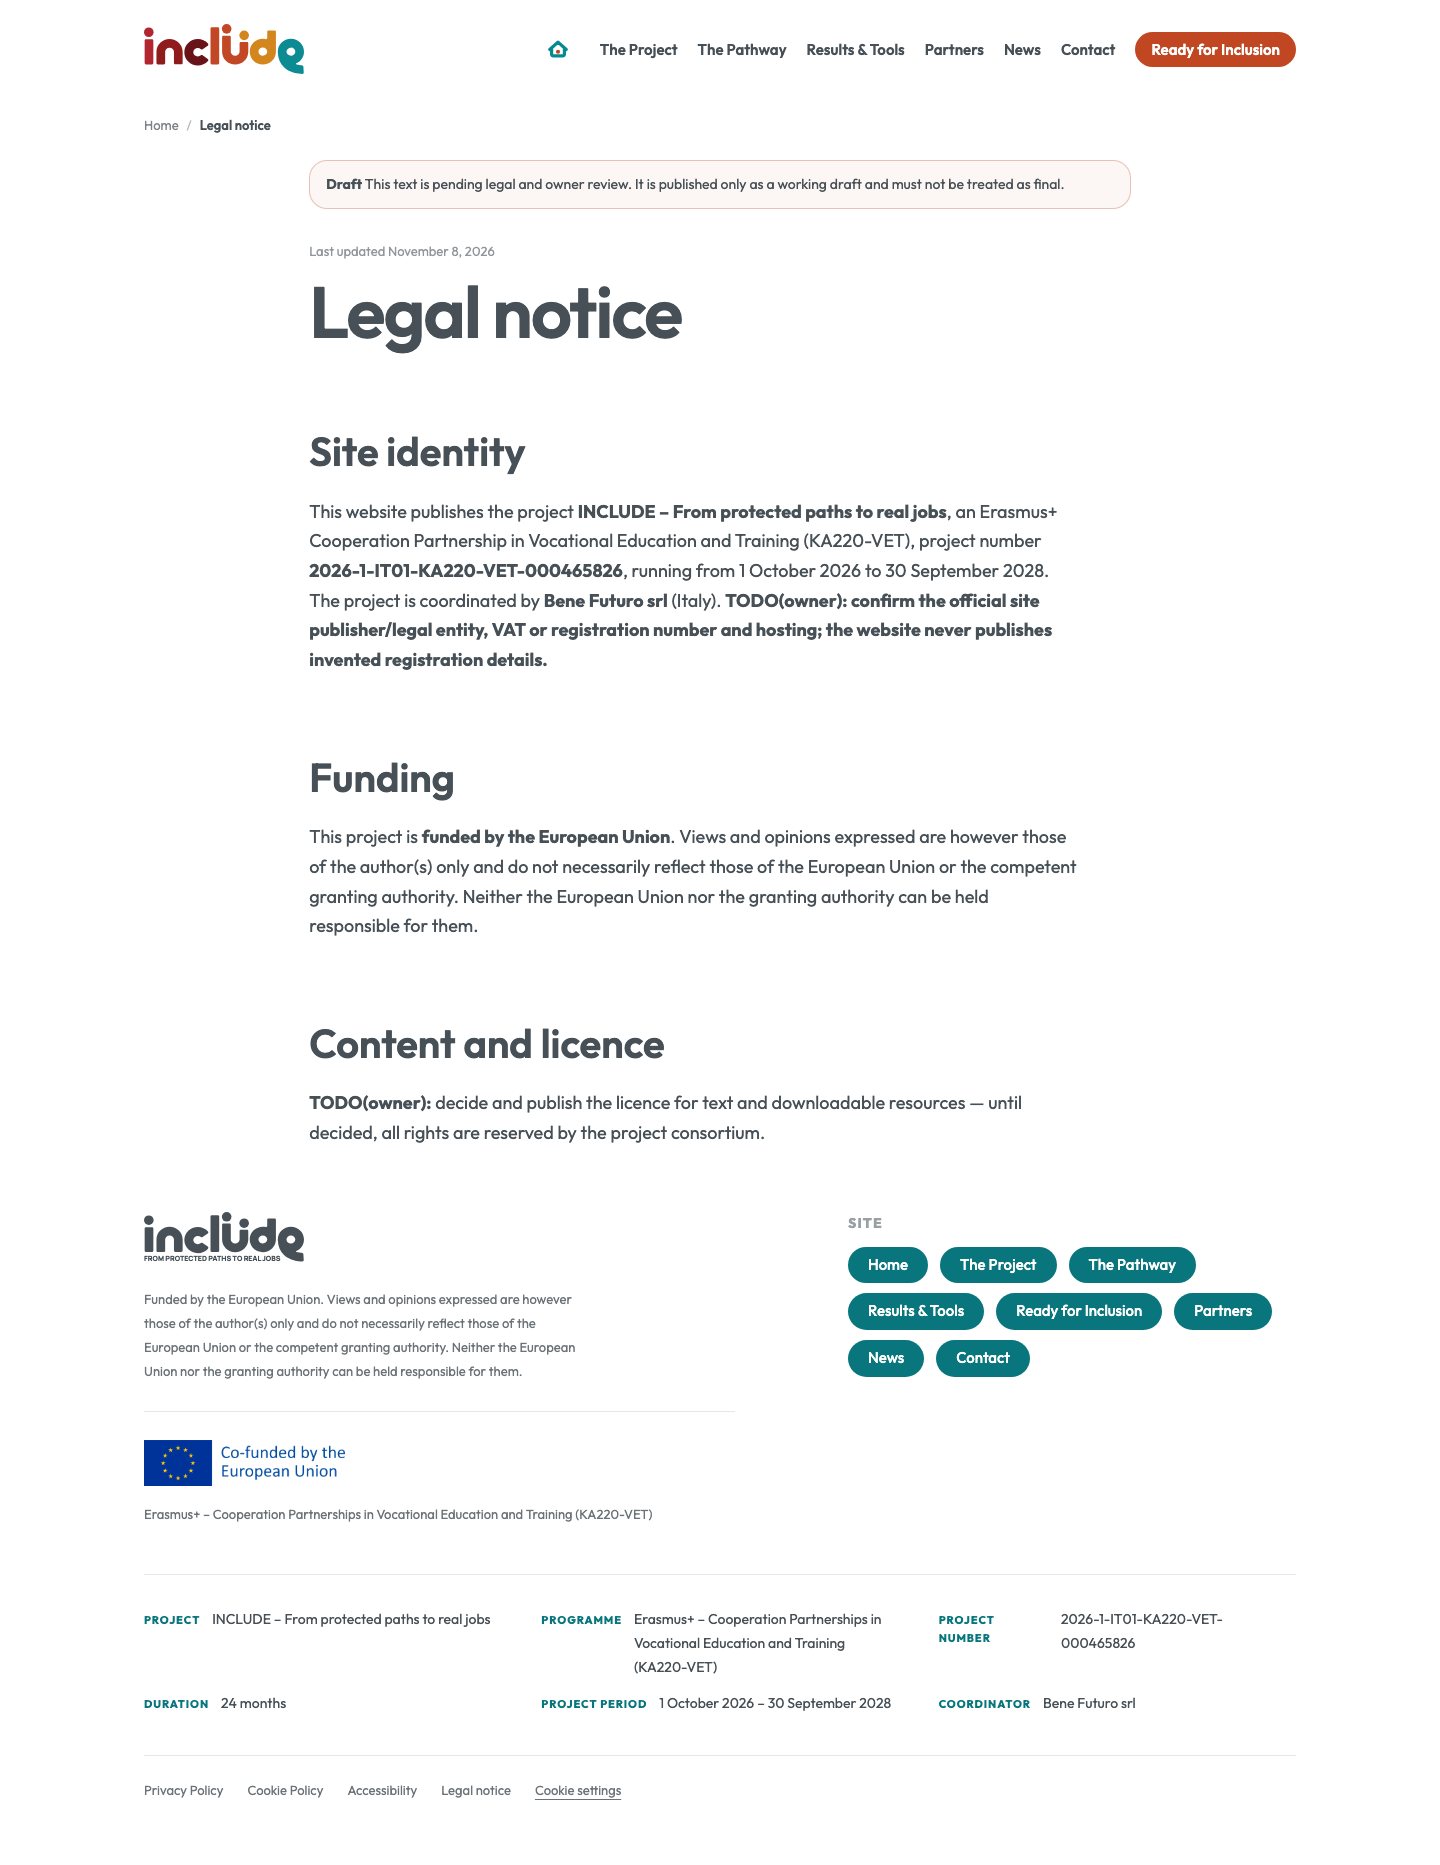 include
The Project
The Pathway
Results & Tools
Partners
News
Contact
Ready for Inclusion
Home / Legal notice
Draft This text is pending legal and owner review. It is published only as a working draft and must not be treated as final.
Last updated November 8, 2026
Legal notice
Site identity
This website publishes the project INCLUDE – From protected paths to real jobs, an Erasmus+
Cooperation Partnership in Vocational Education and Training (KA220-VET), project number
2026-1-IT01-KA220-VET-000465826, running from 1 October 2026 to 30 September 2028.
The project is coordinated by Bene Futuro srl (Italy). TODO(owner): confirm the official site
publisher/legal entity, VAT or registration number and hosting; the website never publishes
invented registration details.
Funding
This project is funded by the European Union. Views and opinions expressed are however those
of the author(s) only and do not necessarily reflect those of the European Union or the competent
granting authority. Neither the European Union nor the granting authority can be held
responsible for them.
Content and licence
TODO(owner): decide and publish the licence for text and downloadable resources — until
decided, all rights are reserved by the project consortium.
include
FROM PROTECTED PATHS TO REAL JOBS
Funded by the European Union. Views and opinions expressed are however
those of the author(s) only and do not necessarily reflect those of the
European Union or the competent granting authority. Neither the European
Union nor the granting authority can be held responsible for them.
Co-funded by the
European Union
Erasmus+ – Cooperation Partnerships in Vocational Education and Training (KA220-VET)
SITE
Home
The Project
The Pathway
Results & Tools
Ready for Inclusion
Partners
News
Contact
PROJECT INCLUDE – From protected paths to real jobs
PROGRAMME Erasmus+ – Cooperation Partnerships in
Vocational Education and Training
(KA220-VET)
PROJECT
NUMBER
2026-1-IT01-KA220-VET-
000465826
DURATION 24 months
PROJECT PERIOD 1 October 2026 – 30 September 2028
COORDINATOR Bene Futuro srl
Privacy Policy
Cookie Policy
Accessibility
Legal notice
Cookie settings